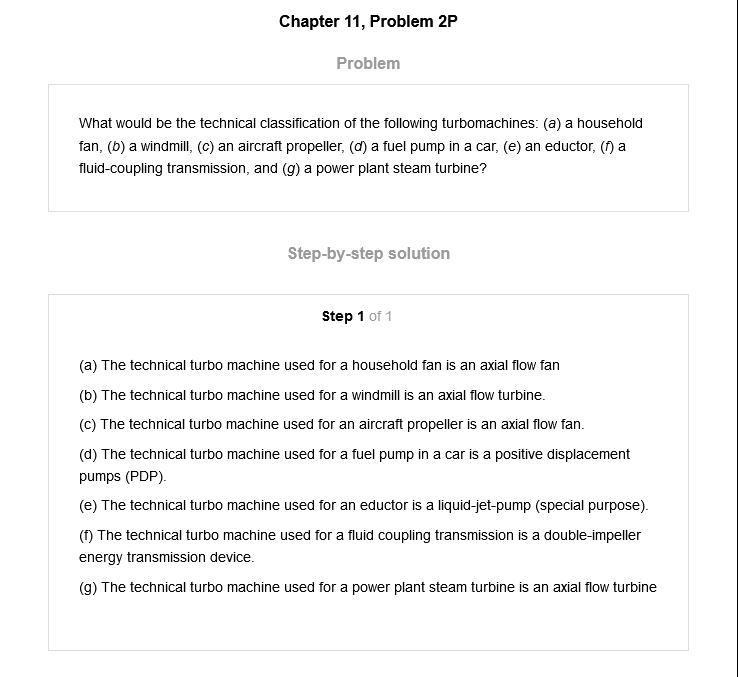 Chapter 11, Problem 2P
Problem
What would be the technical classification of the following turbomachines: (a) a household
fan, (b) a windmill, (c) an aircraft propeller, (d) a fuel pump in a car, (e) an eductor, (f) a
fluid-coupling transmission, and (g) a power plant steam turbine?
Step-by-step solution
Step 1 of 1
(a) The technical turbo machine used for a household fan is an axial flow fan
(b) The technical turbo machine used for a windmill is an axial flow turbine.
(c) The technical turbo machine used for an aircraft propeller is an axial flow fan.
(d) The technical turbo machine used for a fuel pump in a car is a positive displacement
pumps (PDP).
(e) The technical turbo machine used for an eductor is a liquid-jet-pump (special purpose).
(f) The technical turbo machine used for a fluid coupling transmission is a double-impeller
energy transmission device.
(g) The technical turbo machine used for a power plant steam turbine is an axial flow turbine